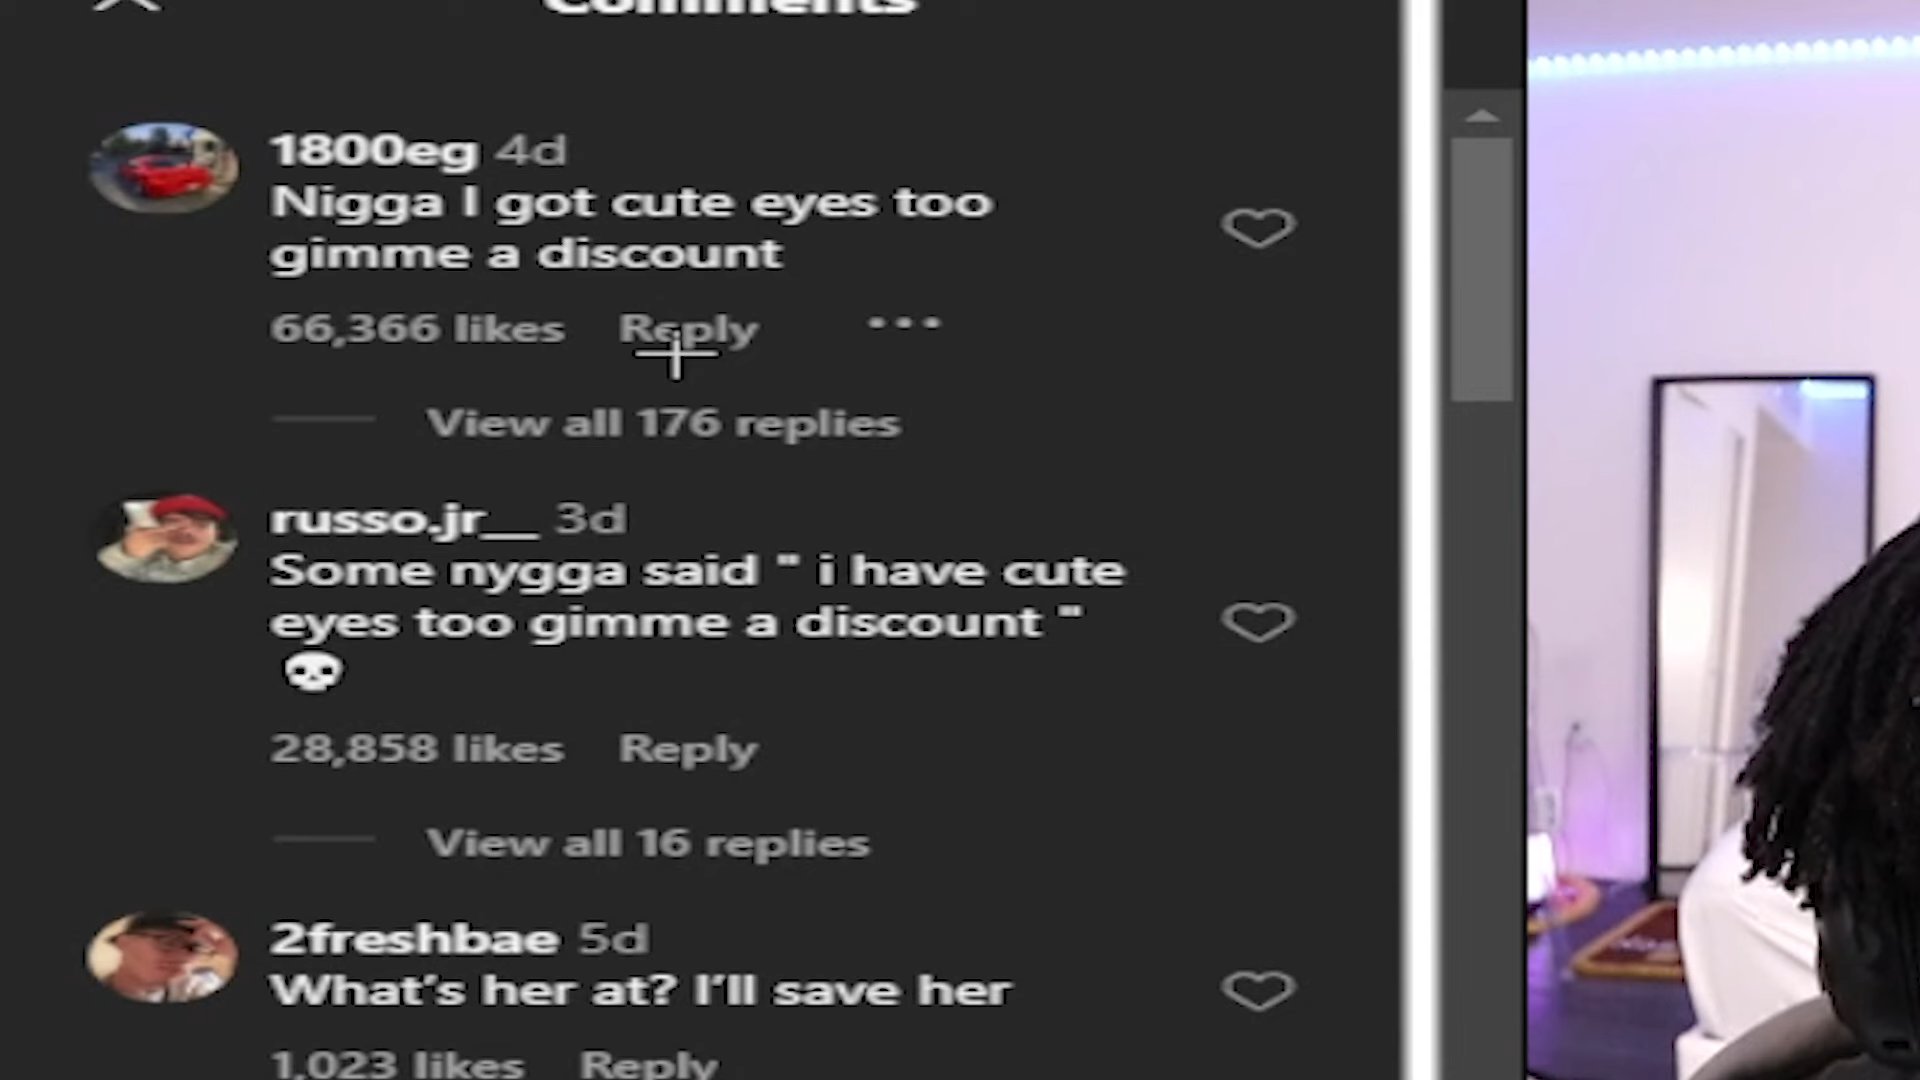 Comments
1800eg 4d
Nigga I got cute eyes too
gimme a discount
66,366 likes Reply ...
View all 176 replies
russo.jr__ 3d
Some nygga said " i have cute
eyes too gimme a discount "
💀
28,858 likes Reply
View all 16 replies
2freshbae 5d
What's her at? I'll save her
1,023 likes Reply